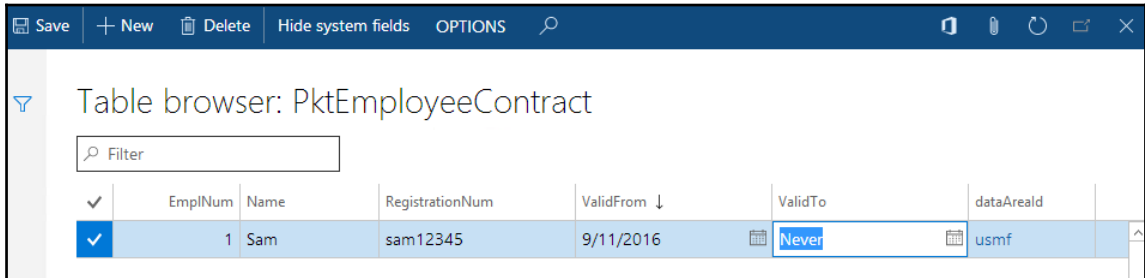 Save New Delete Hide system fields OPTIONS
Table browser: PktEmployeeContract
Filter
EmplNum Name RegistrationNum ValidFrom ↓ ValidTo dataAreaId
1 Sam sam12345 9/11/2016 Never usmf